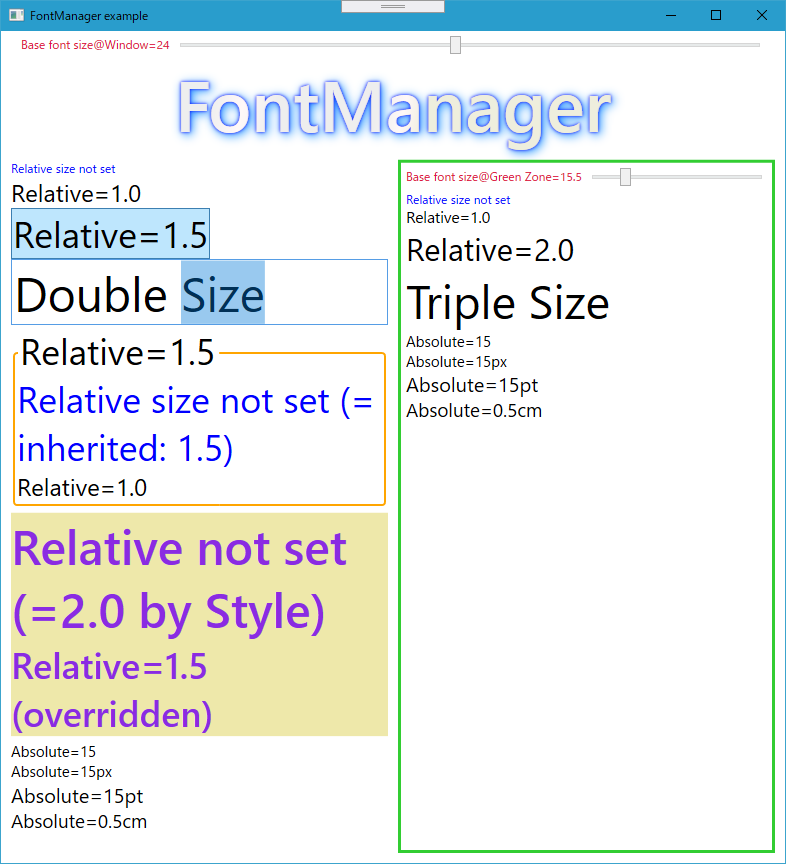 FontManager example
Base font size@Window=24
FontManager
Relative size not set
Relative=1.0
Relative=1.5
Double Size
Relative=1.5
Relative size not set (=
inherited: 1.5)
Relative=1.0
Relative not set
(=2.0 by Style)
Relative=1.5
(overridden)
Absolute=15
Absolute=15px
Absolute=15pt
Absolute=0.5cm
Base font size@Green Zone=15.5
Relative size not set
Relative=1.0
Relative=2.0
Triple Size
Absolute=15
Absolute=15px
Absolute=15pt
Absolute=0.5cm